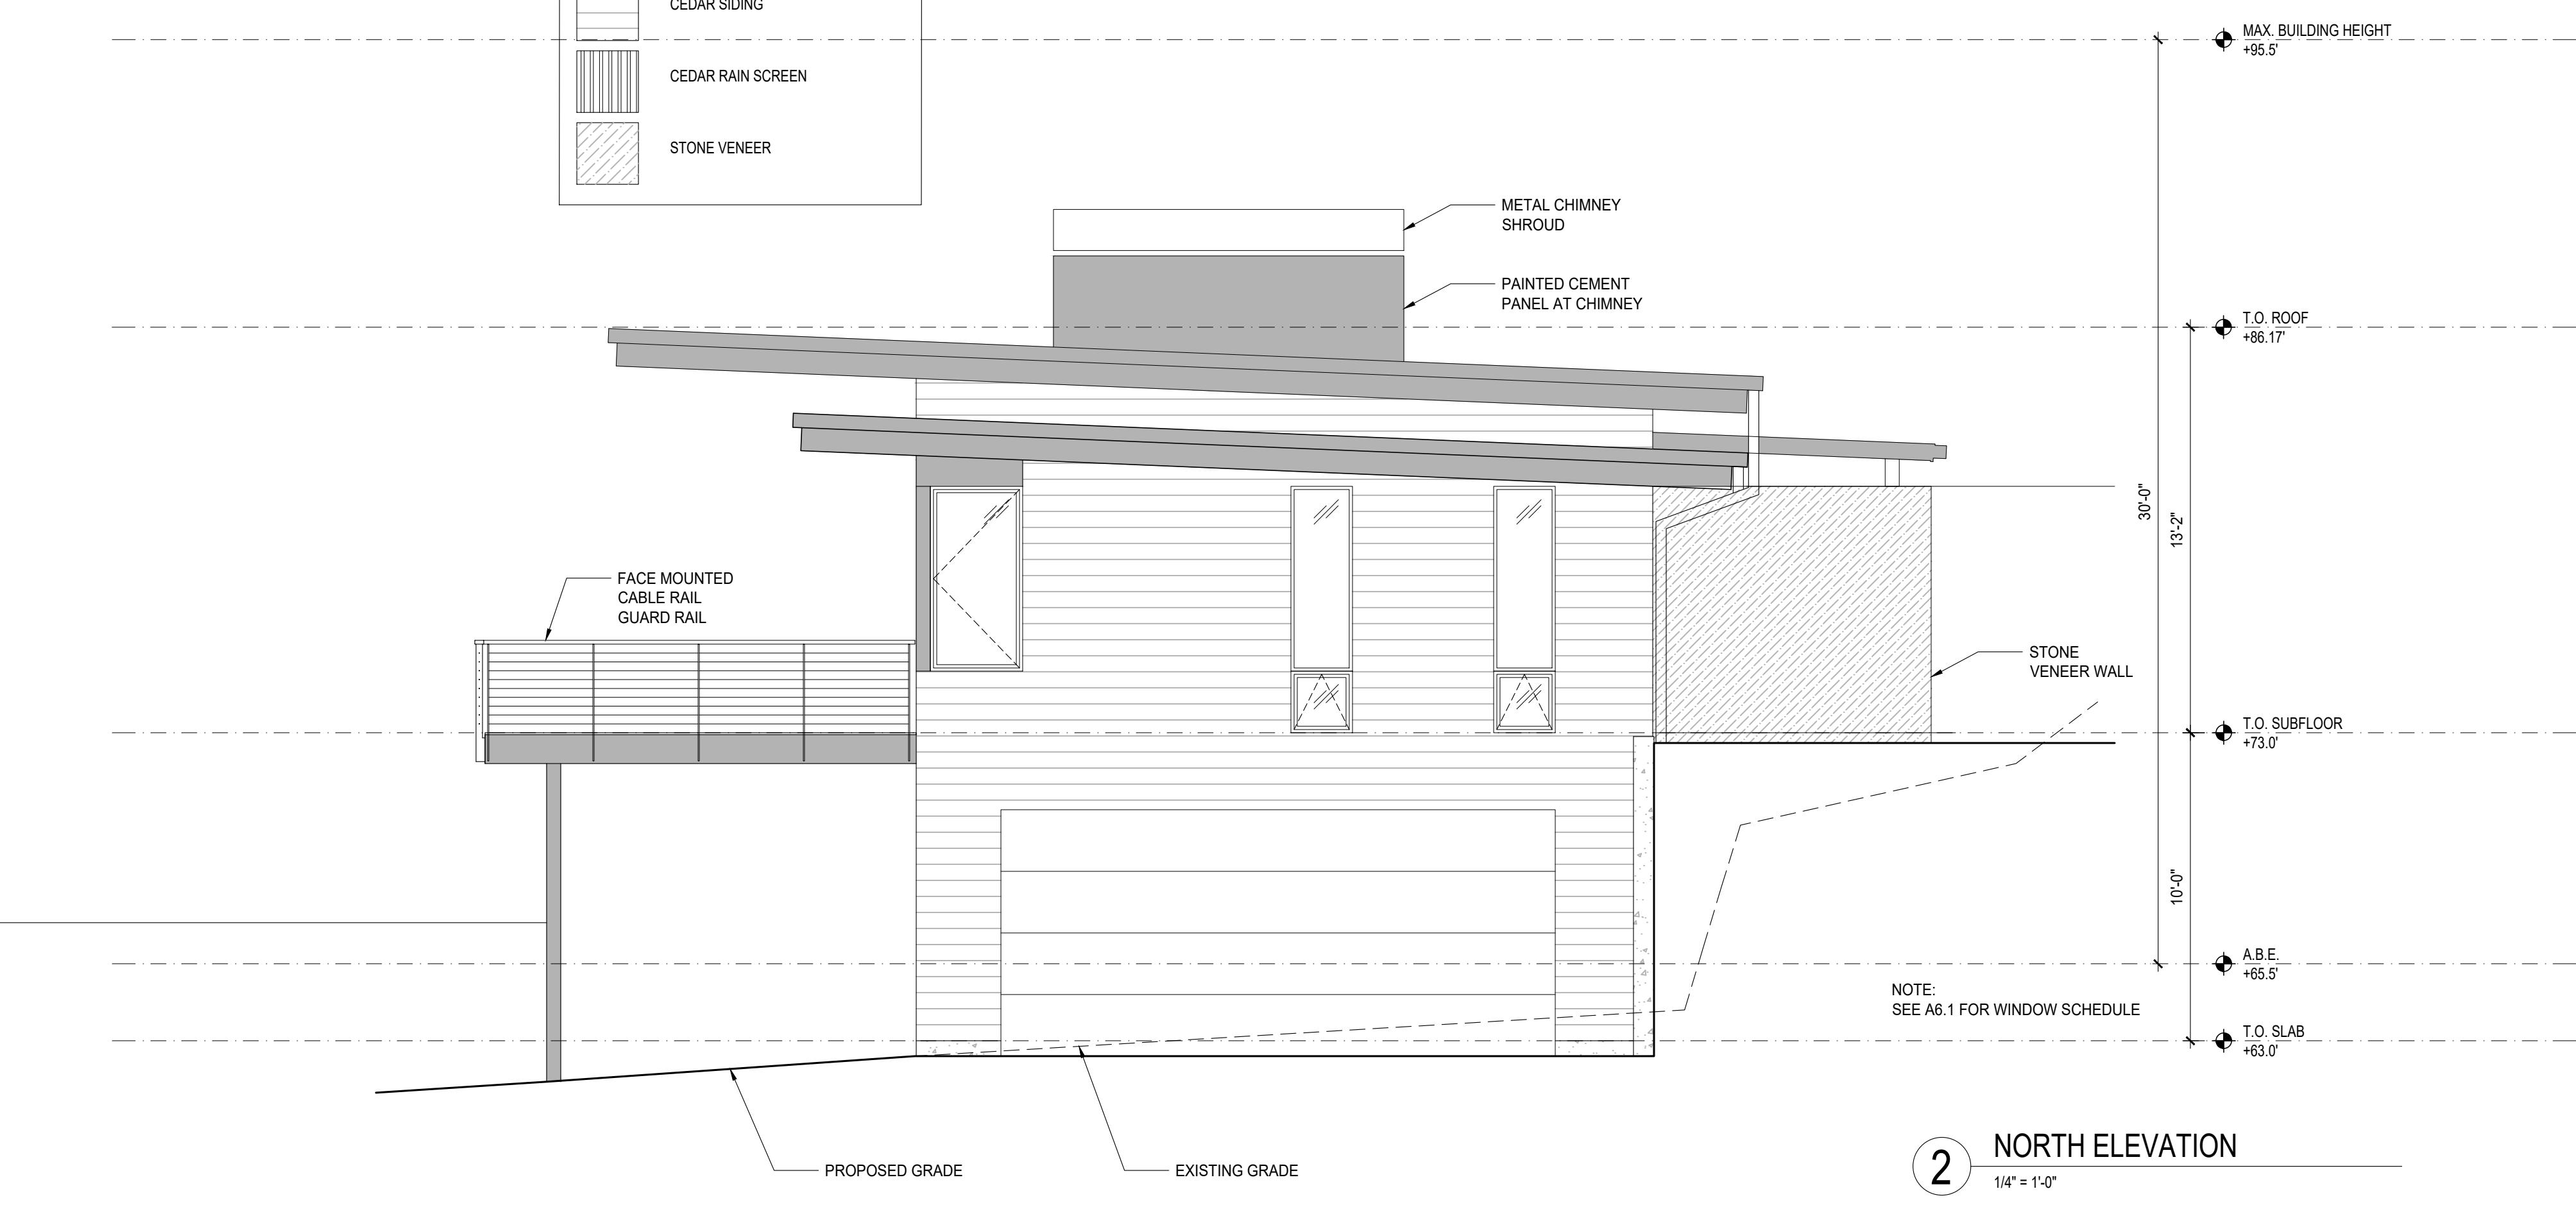 CEDAR SIDING
MAX. BUILDING HEIGHT
+95.5'
CEDAR RAIN SCREEN
STONE VENEER
METAL CHIMNEY
SHROUD
PAINTED CEMENT
PANEL AT CHIMNEY
T.O. ROOF
+86.17'
30'-0"
13'-2"
FACE MOUNTED
CABLE RAIL
GUARD RAIL
STONE
VENEER WALL
T.O. SUBFLOOR
+73.0'
10'-0"
A.B.E.
+65.5'
NOTE:
SEE A6.1 FOR WINDOW SCHEDULE
T.O. SLAB
+63.0'
PROPOSED GRADE
EXISTING GRADE
2
NORTH ELEVATION
1/4" = 1'-0"